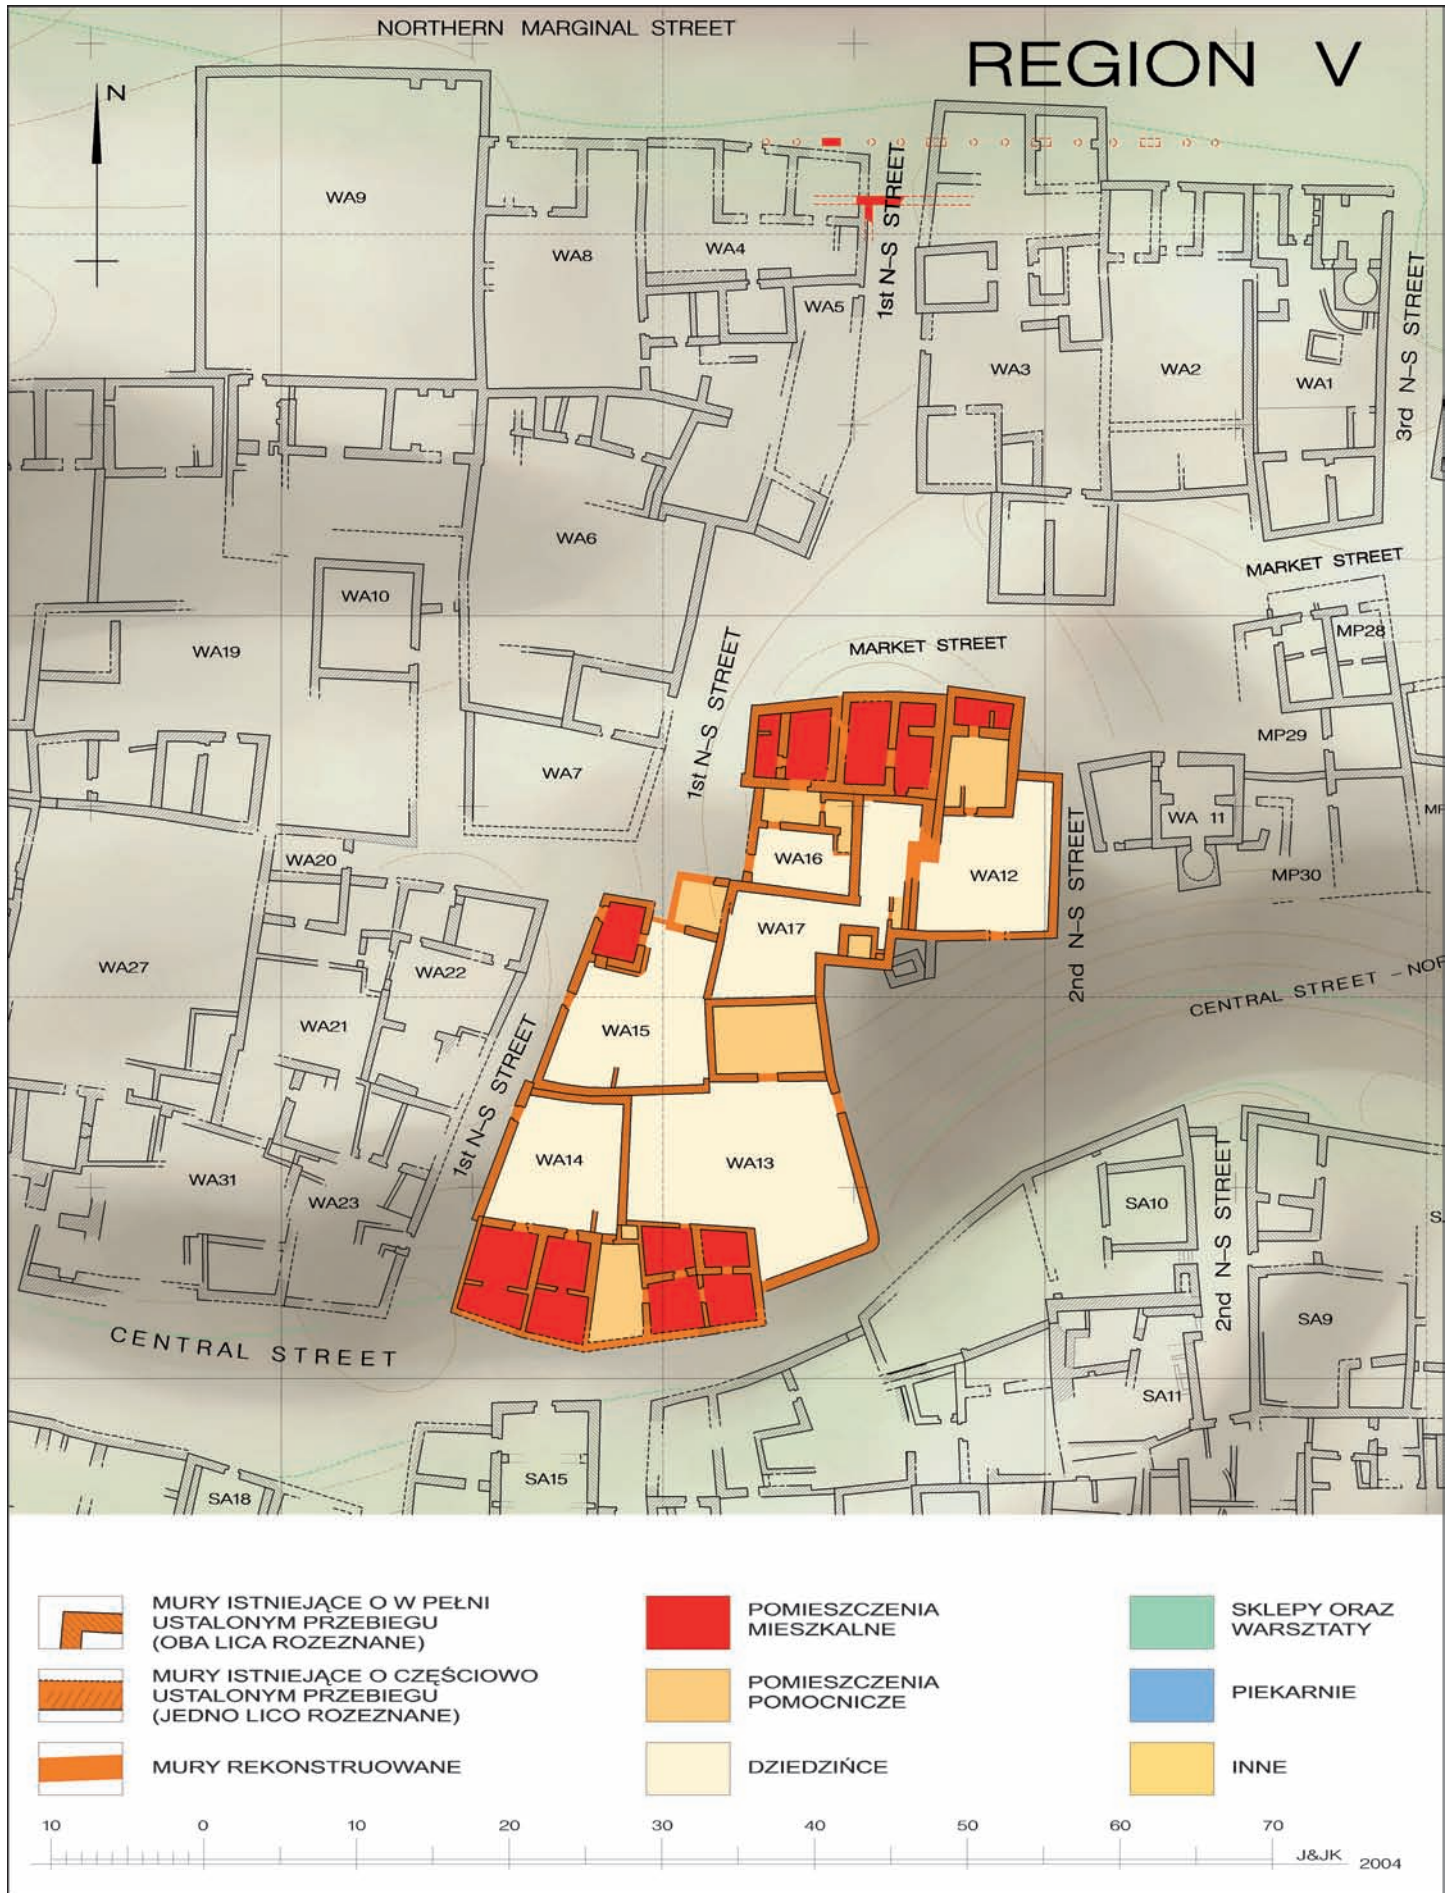 NORTHERN MARGINAL STREET
REGION V
N
WA9
WA8
WA4
WA5
1st N–S STREET
WA3
WA2
WA1
3rd N–S STREET
WA6
WA10
WA19
MARKET STREET
MARKET STREET
MP28
1st N–S STREET
MP29
WA7
WA 11
WA20
WA16
WA12
MP30
2nd N–S STREET
WA17
WA27
WA22
WA21
WA15
CENTRAL STREET – NOR
1st N–S STREET
WA14
WA13
WA31
WA23
SA10
2nd N–S STREET
SA9
CENTRAL STREET
SA11
SA15
SA18
MURY ISTNIEJĄCE O W PEŁNI
USTALONYM PRZEBIEGU
(OBA LICA ROZEZNANE)
MURY ISTNIEJĄCE O CZĘŚCIOWO
USTALONYM PRZEBIEGU
(JEDNO LICO ROZEZNANE)
MURY REKONSTRUOWANE
POMIESZCZENIA
MIESZKALNE
POMIESZCZENIA
POMOCNICZE
DZIEDZIŃCE
SKLEPY ORAZ
WARSZTATY
PIEKARNIE
INNE
10 0 10 20 30 40 50 60 70
J&JK 2004